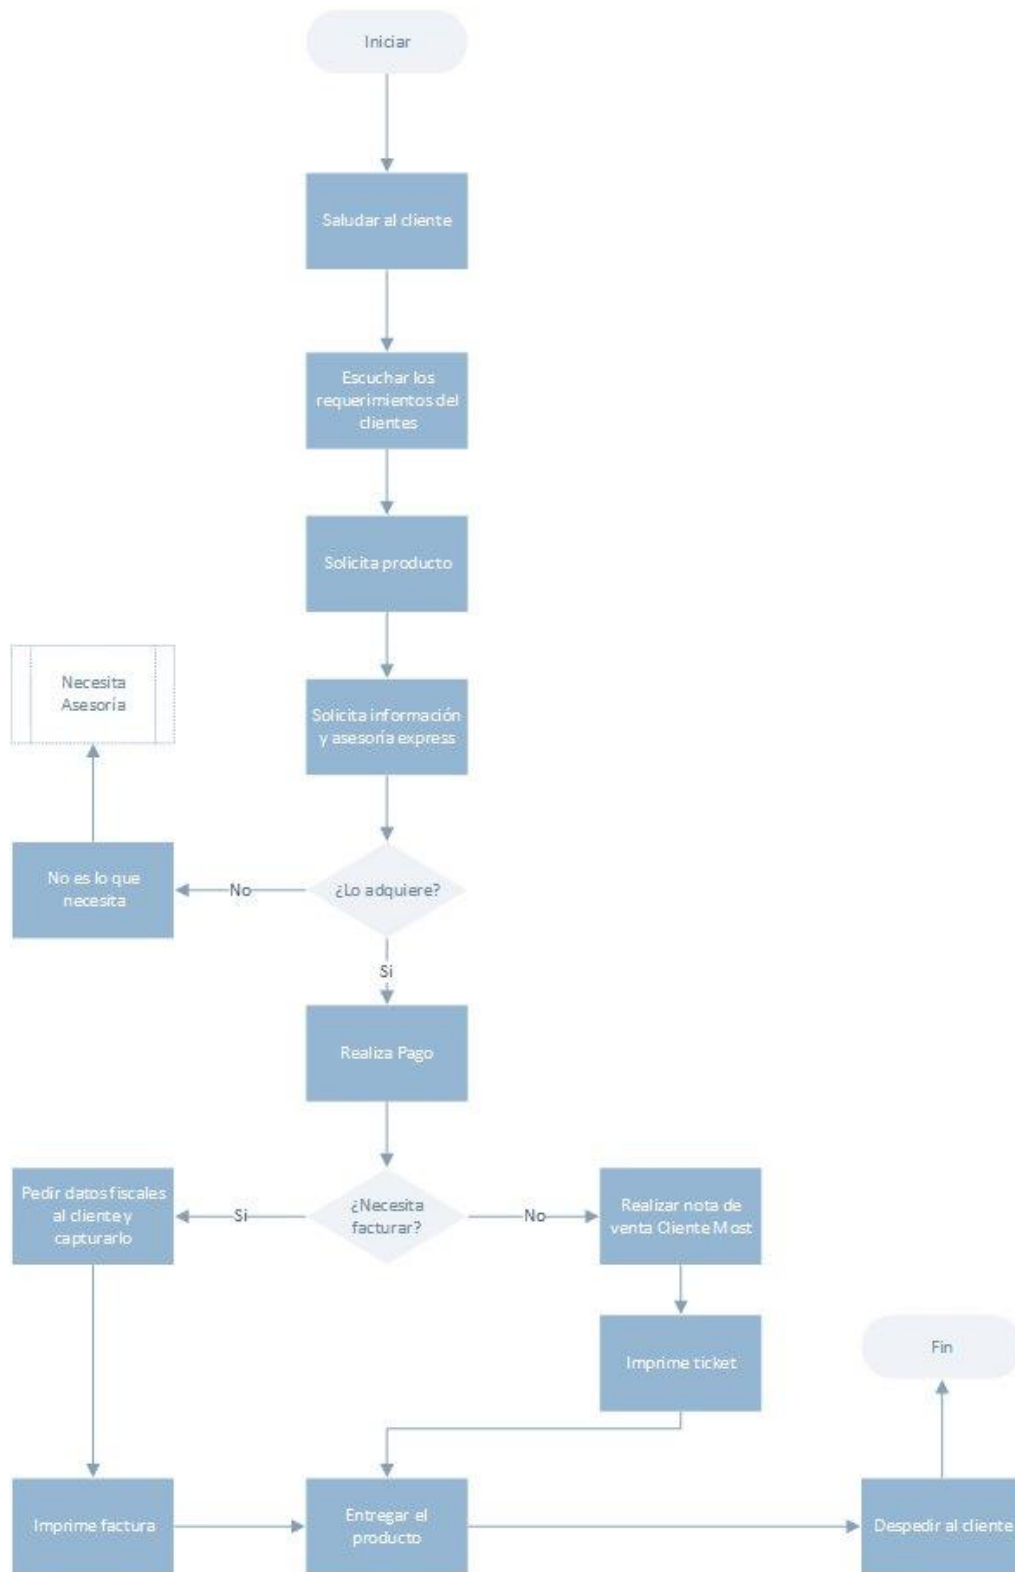 Iniciar
Saludar al cliente
Escuchar los
requerimientos del
clientes
Solicita producto
Necesita
Asesoría
Solicita información
y asesoría express
No es lo que
necesita
No
¿Lo adquiere?
Si
Realiza Pago
Pedir datos fiscales
al cliente y
capturarlo
Si
¿Necesita
facturar?
No
Realizar nota de
venta Cliente Most
Imprime ticket
Fin
Imprime factura
Entregar el
producto
Despedir al cliente